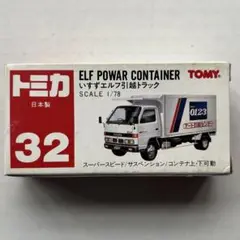 トミカ
日本製
32
ELF POWAR CONTAINER
いすずエルフ引越トラック
SCALE 1/78
TOMY
0123
スーパースピード/サスペンション/コンテナ上・下可動